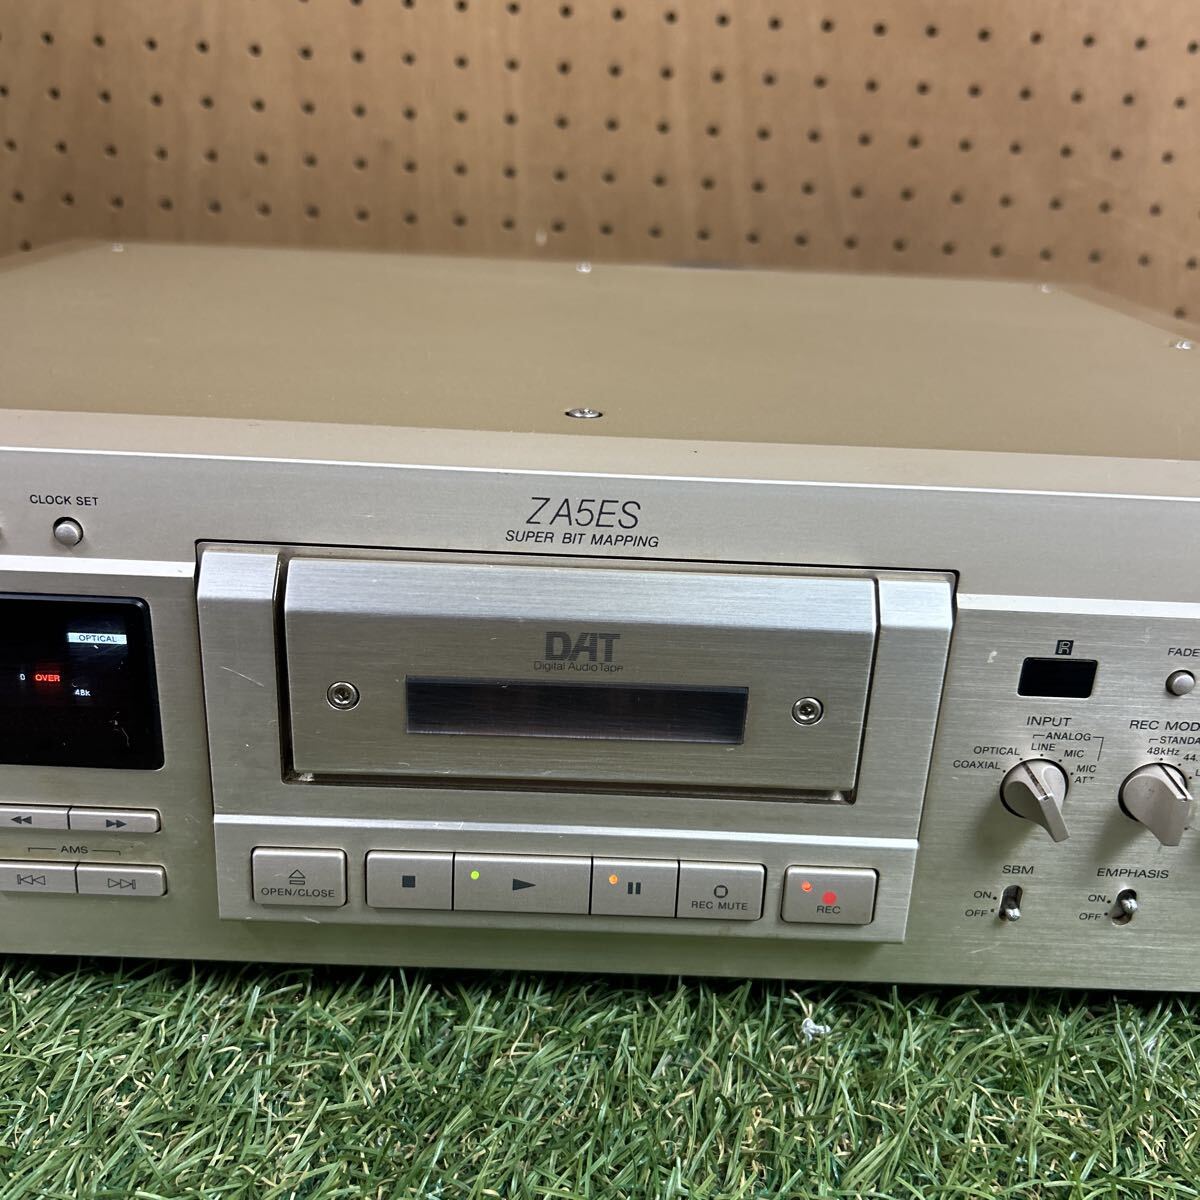 CLOCK SET
ZA5ES
SUPER BIT MAPPING
OPTICAL
0 OVER
48k
DAT
Digital Audio Tape
R
FADE
INPUT
ANALOG
OPTICAL LINE MIC
COAXIAL MIC
AT
REC MOD
STANDA
48kHz 44.
AMS
OPEN/CLOSE
REC MUTE
REC
SBM
ON
OFF
EMPHASIS
ON
OFF